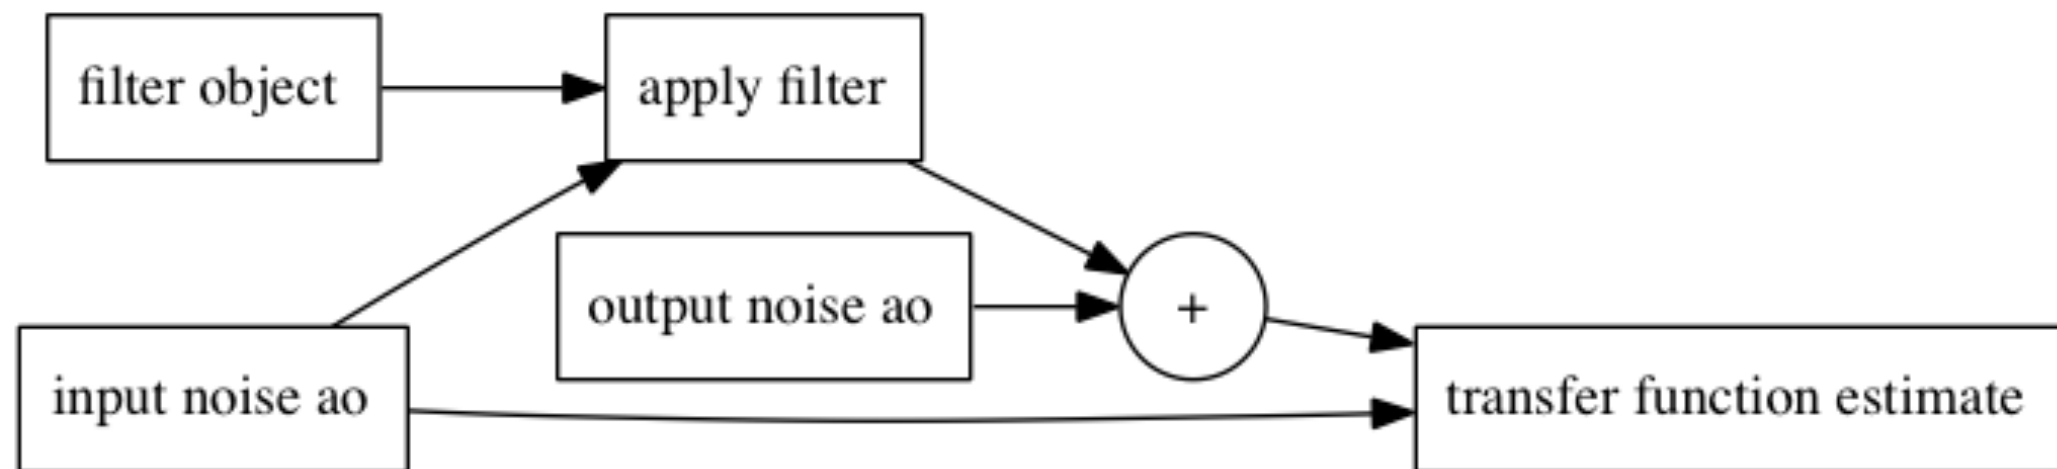 filter object
apply filter
output noise ao
+
input noise ao
transfer function estimate